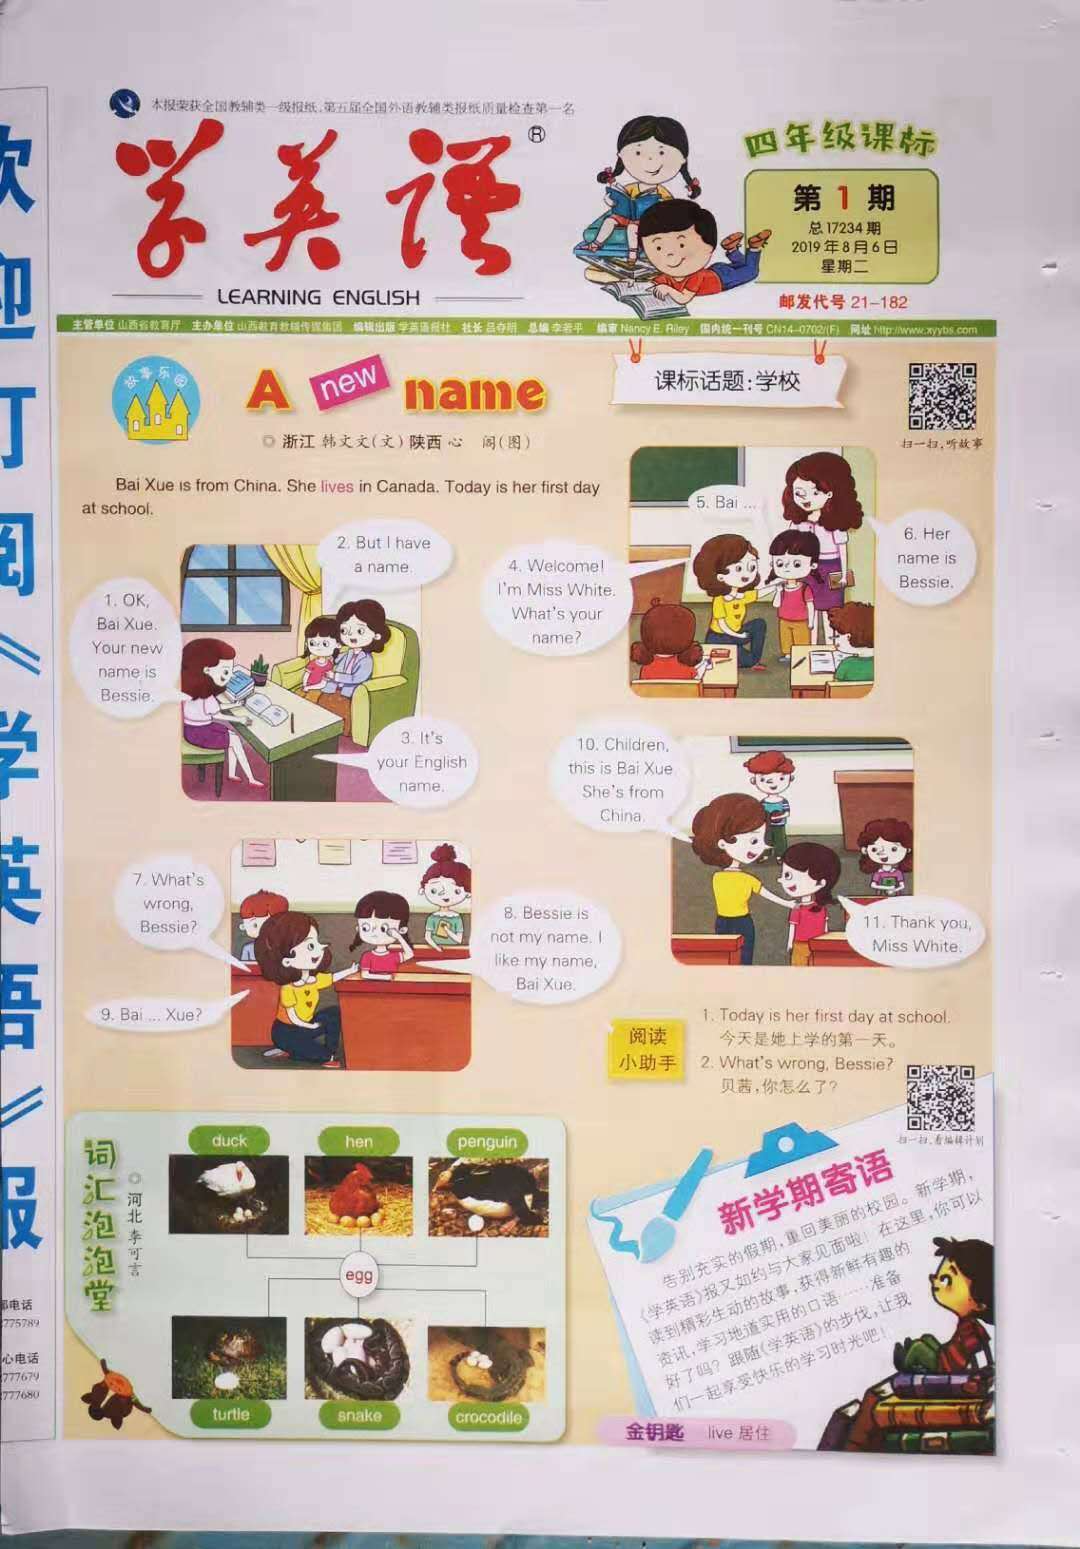 本报荣获全国教辅类一级报纸,第五届全国外语教辅类报纸质量检查第一名
学英语®
LEARNING ENGLISH
四年级课标
第1期
总17234期
2019年8月6日
星期二
邮发代号 21-182
主管单位 山西省教育厅 主办单位 山西教育教辅传媒集团 编辑出版 学英语报社 社长 吕存明 总编 李若平 编审 Nancy E. Riley 国内统一刊号 CN14-0702/(F) 网址 http://www.xyybs.com
故事乐园
A new name
课标话题:学校
扫一扫,听故事
◎ 浙江 韩文文(文) 陕西 心 阁(图)
Bai Xue is from China. She lives in Canada. Today is her first day
at school.
1. OK,
Bai Xue.
Your new
name is
Bessie.
2. But I have
a name.
3. It's
your English
name.
4. Welcome!
I'm Miss White.
What's your
name?
5. Bai ...
6. Her
name is
Bessie.
7. What's
wrong,
Bessie?
8. Bessie is
not my name. I
like my name,
Bai Xue.
9. Bai ... Xue?
10. Children,
this is Bai Xue
She's from
China.
11. Thank you,
Miss White.
阅读
小助手
1. Today is her first day at school.
今天是她上学的第一天。
2. What's wrong, Bessie?
贝茜,你怎么了?
扫一扫,看编辑计划
词汇泡泡堂
◎ 河北 李可言
duck
hen
penguin
egg
turtle
snake
crocodile
新学期寄语
告别充实的假期,重回美丽的校园。新学期,
《学英语》报又如约与大家见面啦!在这里,你可以
读到精彩生动的故事,获得新鲜有趣的
资讯,学习地道实用的口语……准备
好了吗?跟随《学英语》的步伐,让我
们一起享受快乐的学习时光吧!
金钥匙 live 居住
欢迎订阅《学英语》报
部电话
775789
心电话
777679
777680